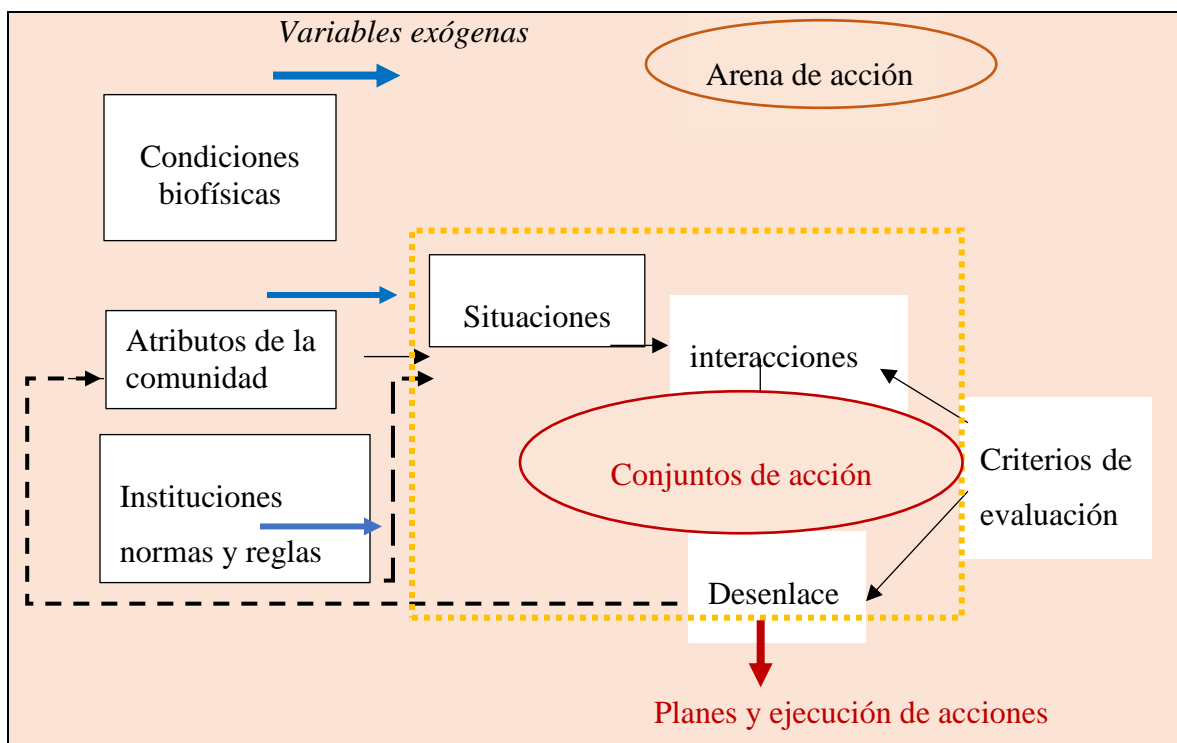 Variables exógenas
Arena de acción
Condiciones
biofísicas
Situaciones
Atributos de la
comunidad
interacciones
Conjuntos de acción
Criterios de
evaluación
Instituciones
normas y reglas
Desenlace
Planes y ejecución de acciones